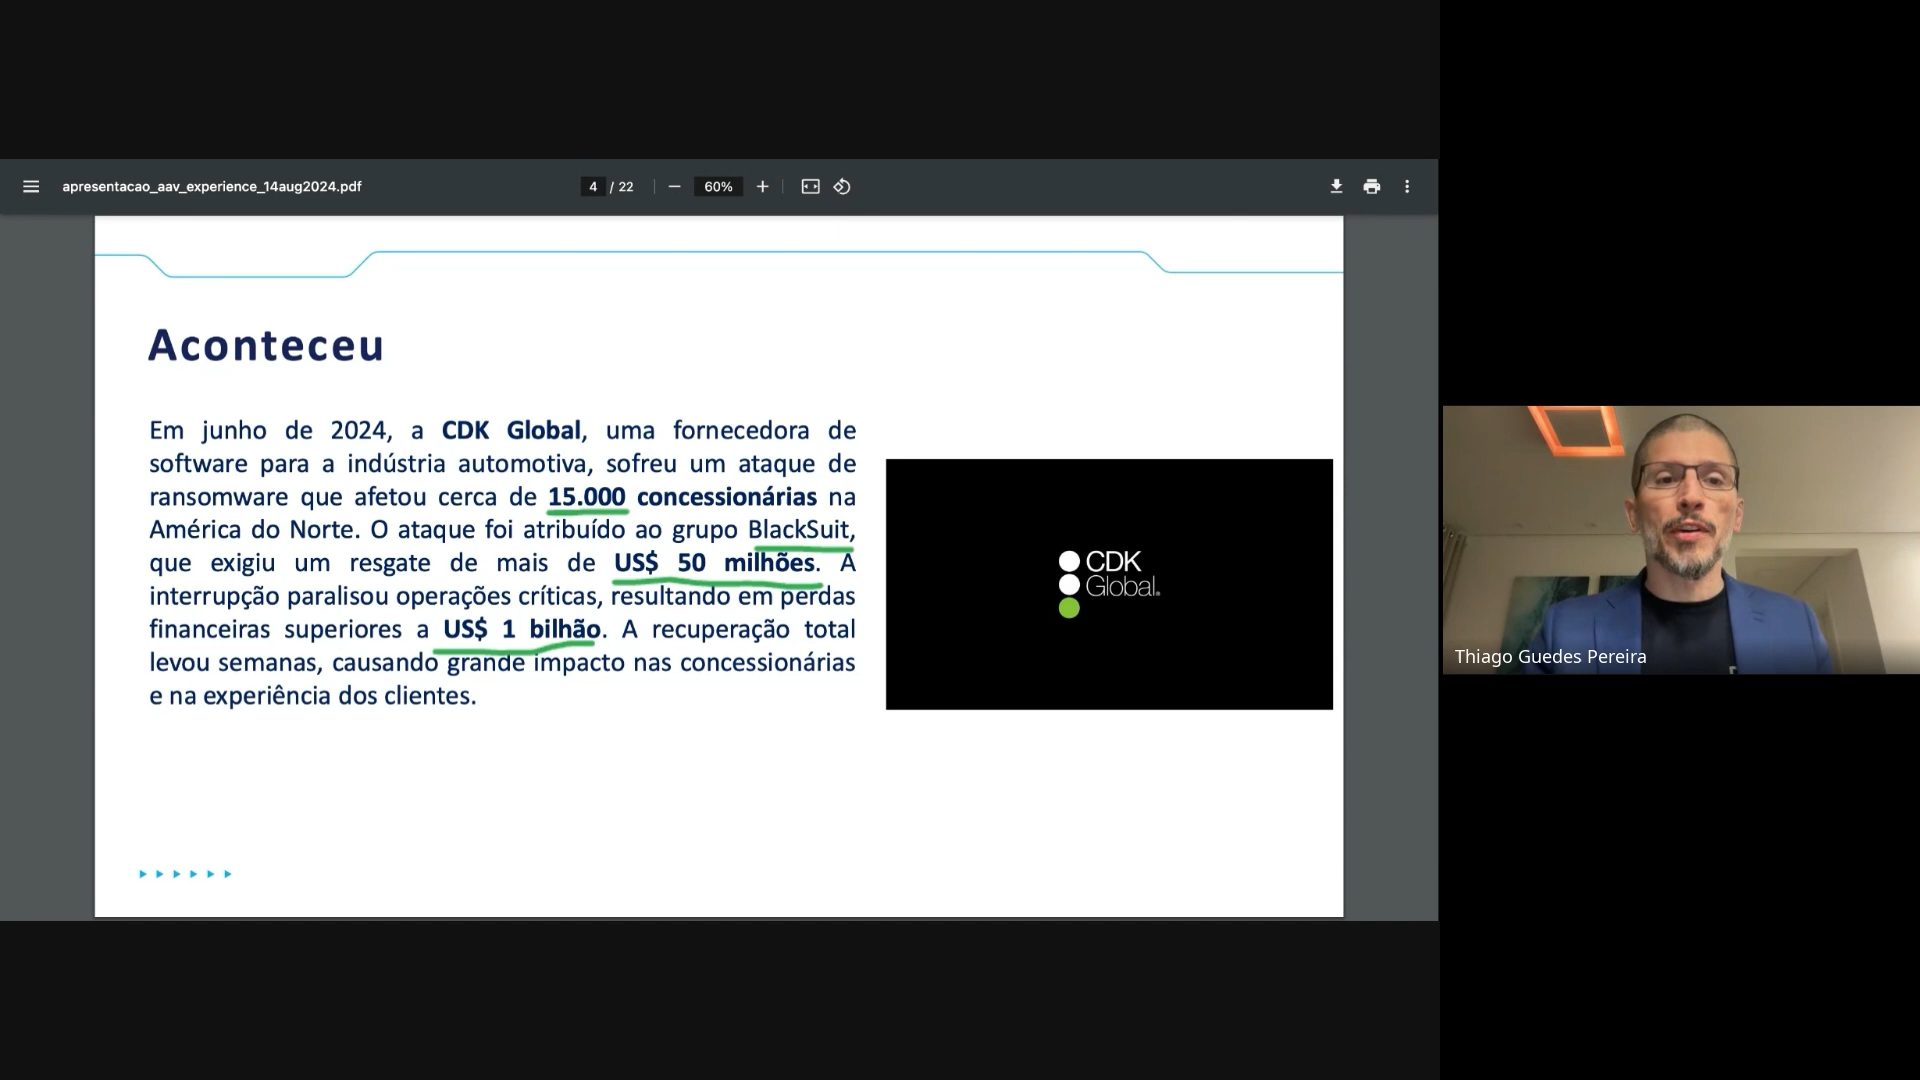 apresentacao_aav_experience_14aug2024.pdf
4 / 22
60%
Aconteceu
Em junho de 2024, a CDK Global, uma fornecedora de
software para a indústria automotiva, sofreu um ataque de
ransomware que afetou cerca de 15.000 concessionárias na
América do Norte. O ataque foi atribuído ao grupo BlackSuit,
que exigiu um resgate de mais de US$ 50 milhões. A
interrupção paralisou operações críticas, resultando em perdas
financeiras superiores a US$ 1 bilhão. A recuperação total
levou semanas, causando grande impacto nas concessionárias
e na experiência dos clientes.
CDK
Global.
Thiago Guedes Pereira